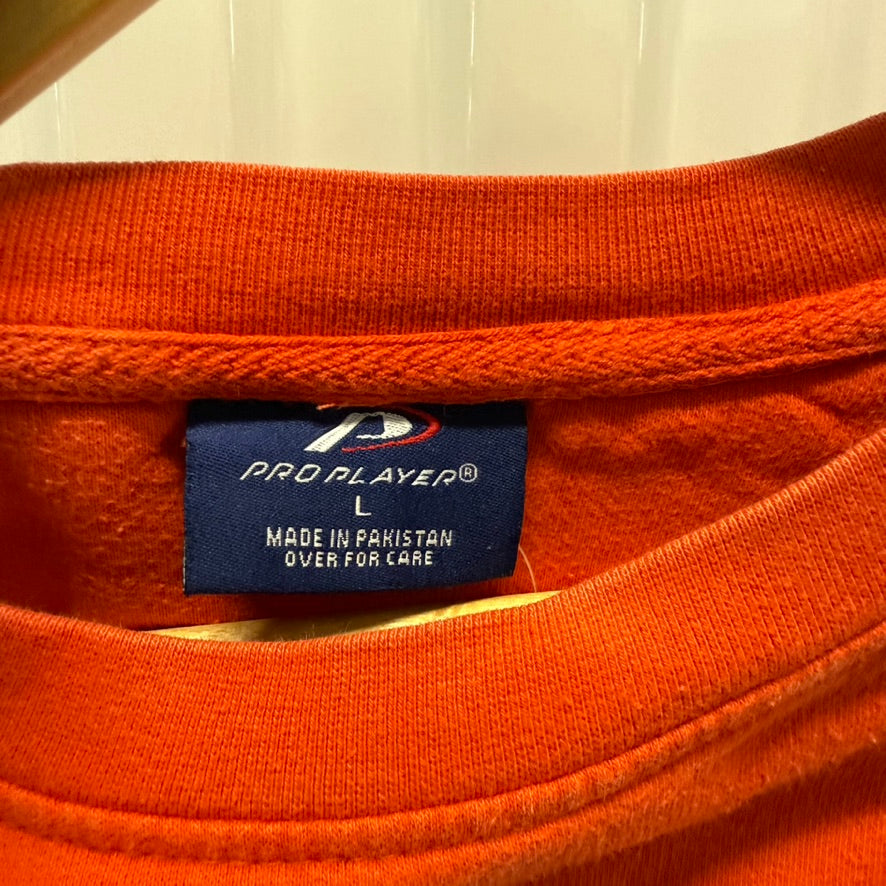 PRO PLAYER®
L
MADE IN PAKISTAN
OVER FOR CARE